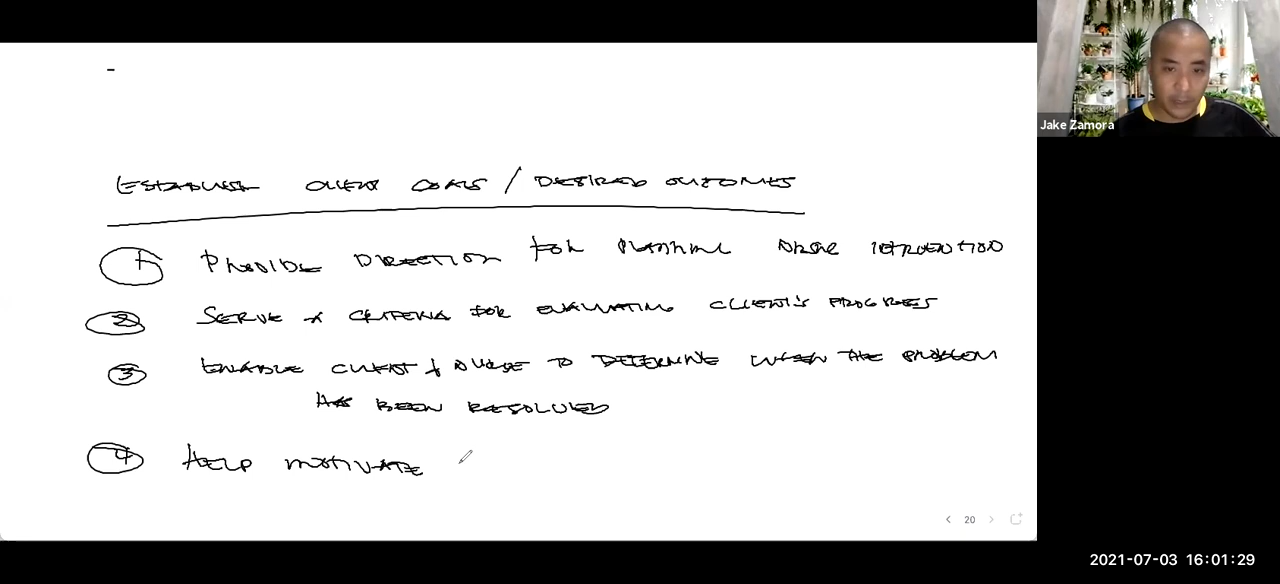 -
Jake Zamora
ESTABLISH CLIENT GOALS / DESIRED OUTCOMES
1 PROVIDE DIRECTION FOR PLANNING NURSE INTERVENTION
2 SERVE AS CRITERIA FOR EVALUATING CLIENT'S PROGRESS
3 ENABLE CLIENT & NURSE TO DETERMINE WHEN THE PROBLEM
HAS BEEN RESOLVED
4 HELP MOTIVATE
< 20 >
2021-07-03 16:01:29